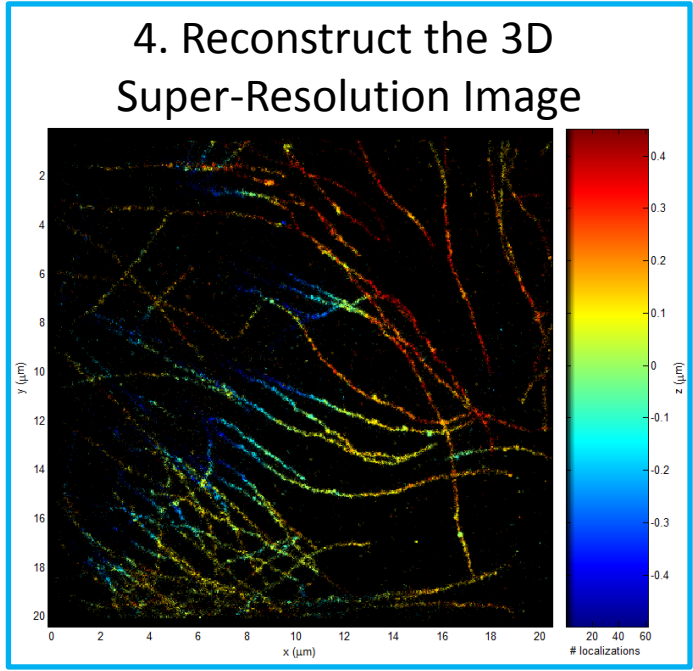 4. Reconstruct the 3D
Super-Resolution Image
2
4
6
8
10
12
14
16
18
20
y (μm)
0 2 4 6 8 10 12 14 16 18 20
x (μm)
0.4
0.3
0.2
0.1
0
-0.1
-0.2
-0.3
-0.4
z (μm)
20 40 60
# localizations